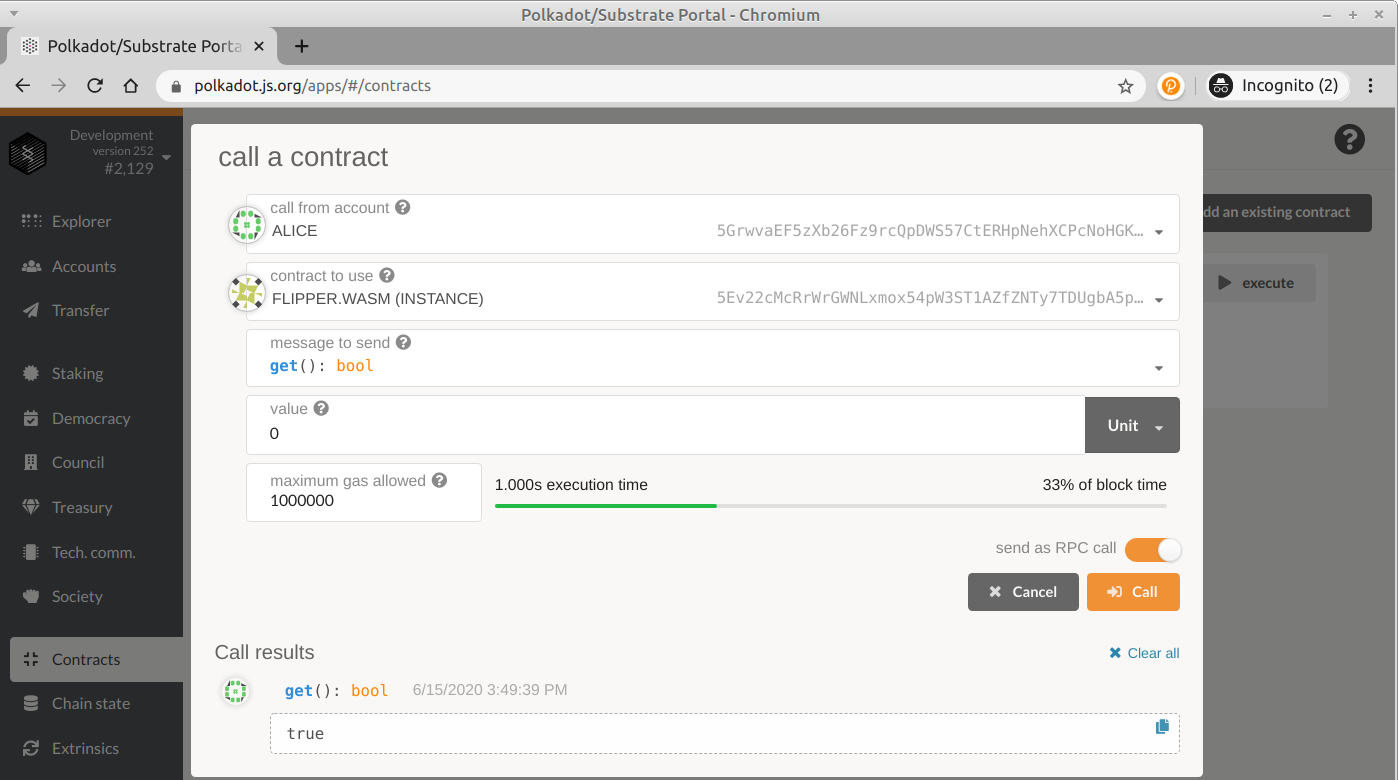 Polkadot/Substrate Portal - Chromium
Polkadot/Substrate Porta
polkadot.js.org/apps/#/contracts
Incognito (2)
Development
version 252
#2,129
Explorer
Accounts
Transfer
Staking
Democracy
Council
Treasury
Tech. comm.
Society
Contracts
Chain state
Extrinsics
call a contract
call from account
ALICE
5GrwvaEF5zXb26Fz9rcQpDWS57CtERHpNehXCPcNoHGK…
contract to use
FLIPPER.WASM (INSTANCE)
5Ev22cMcRrWrGWNLxmox54pW3ST1AZfZNTy7TDUgbA5p…
message to send
get(): bool
value
0
Unit
maximum gas allowed
1000000
1.000s execution time
33% of block time
send as RPC call
Cancel
Call
Call results
Clear all
get(): bool
6/15/2020 3:49:39 PM
true
dd an existing contract
execute